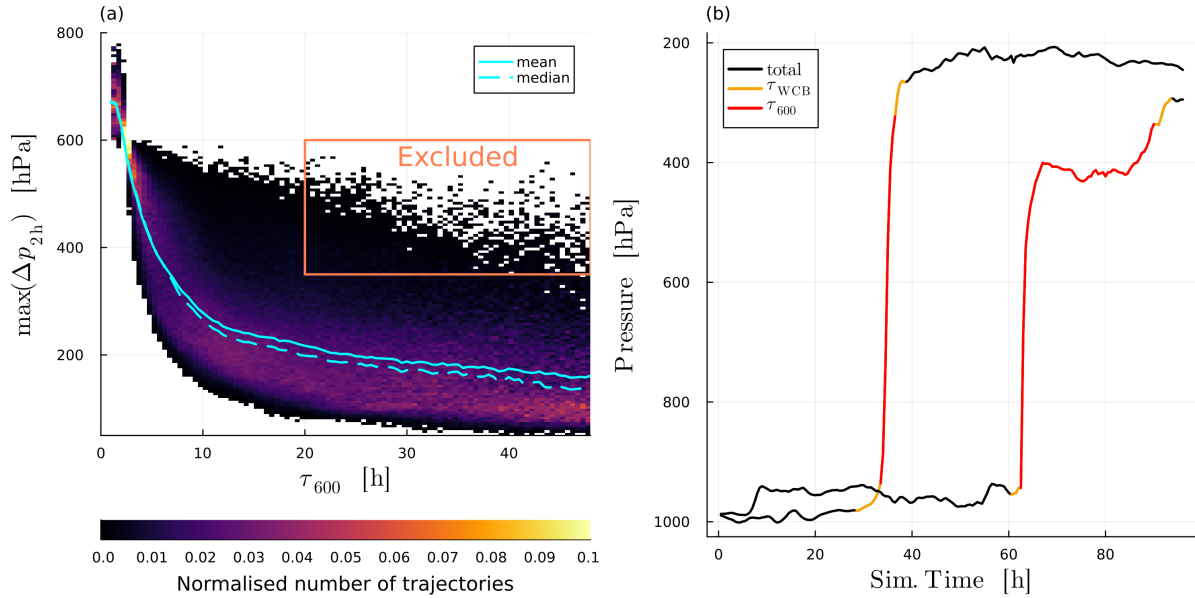 (a)
800
600
400
200
max(Δp2h) [hPa]
mean
median
Excluded
0
10
20
30
40
τ600 [h]
0.0
0.01
0.02
0.03
0.04
0.05
0.06
0.07
0.08
0.09
0.1
Normalised number of trajectories
(b)
200
400
600
800
1000
Pressure [hPa]
total
τWCB
τ600
0
20
40
60
80
Sim. Time [h]